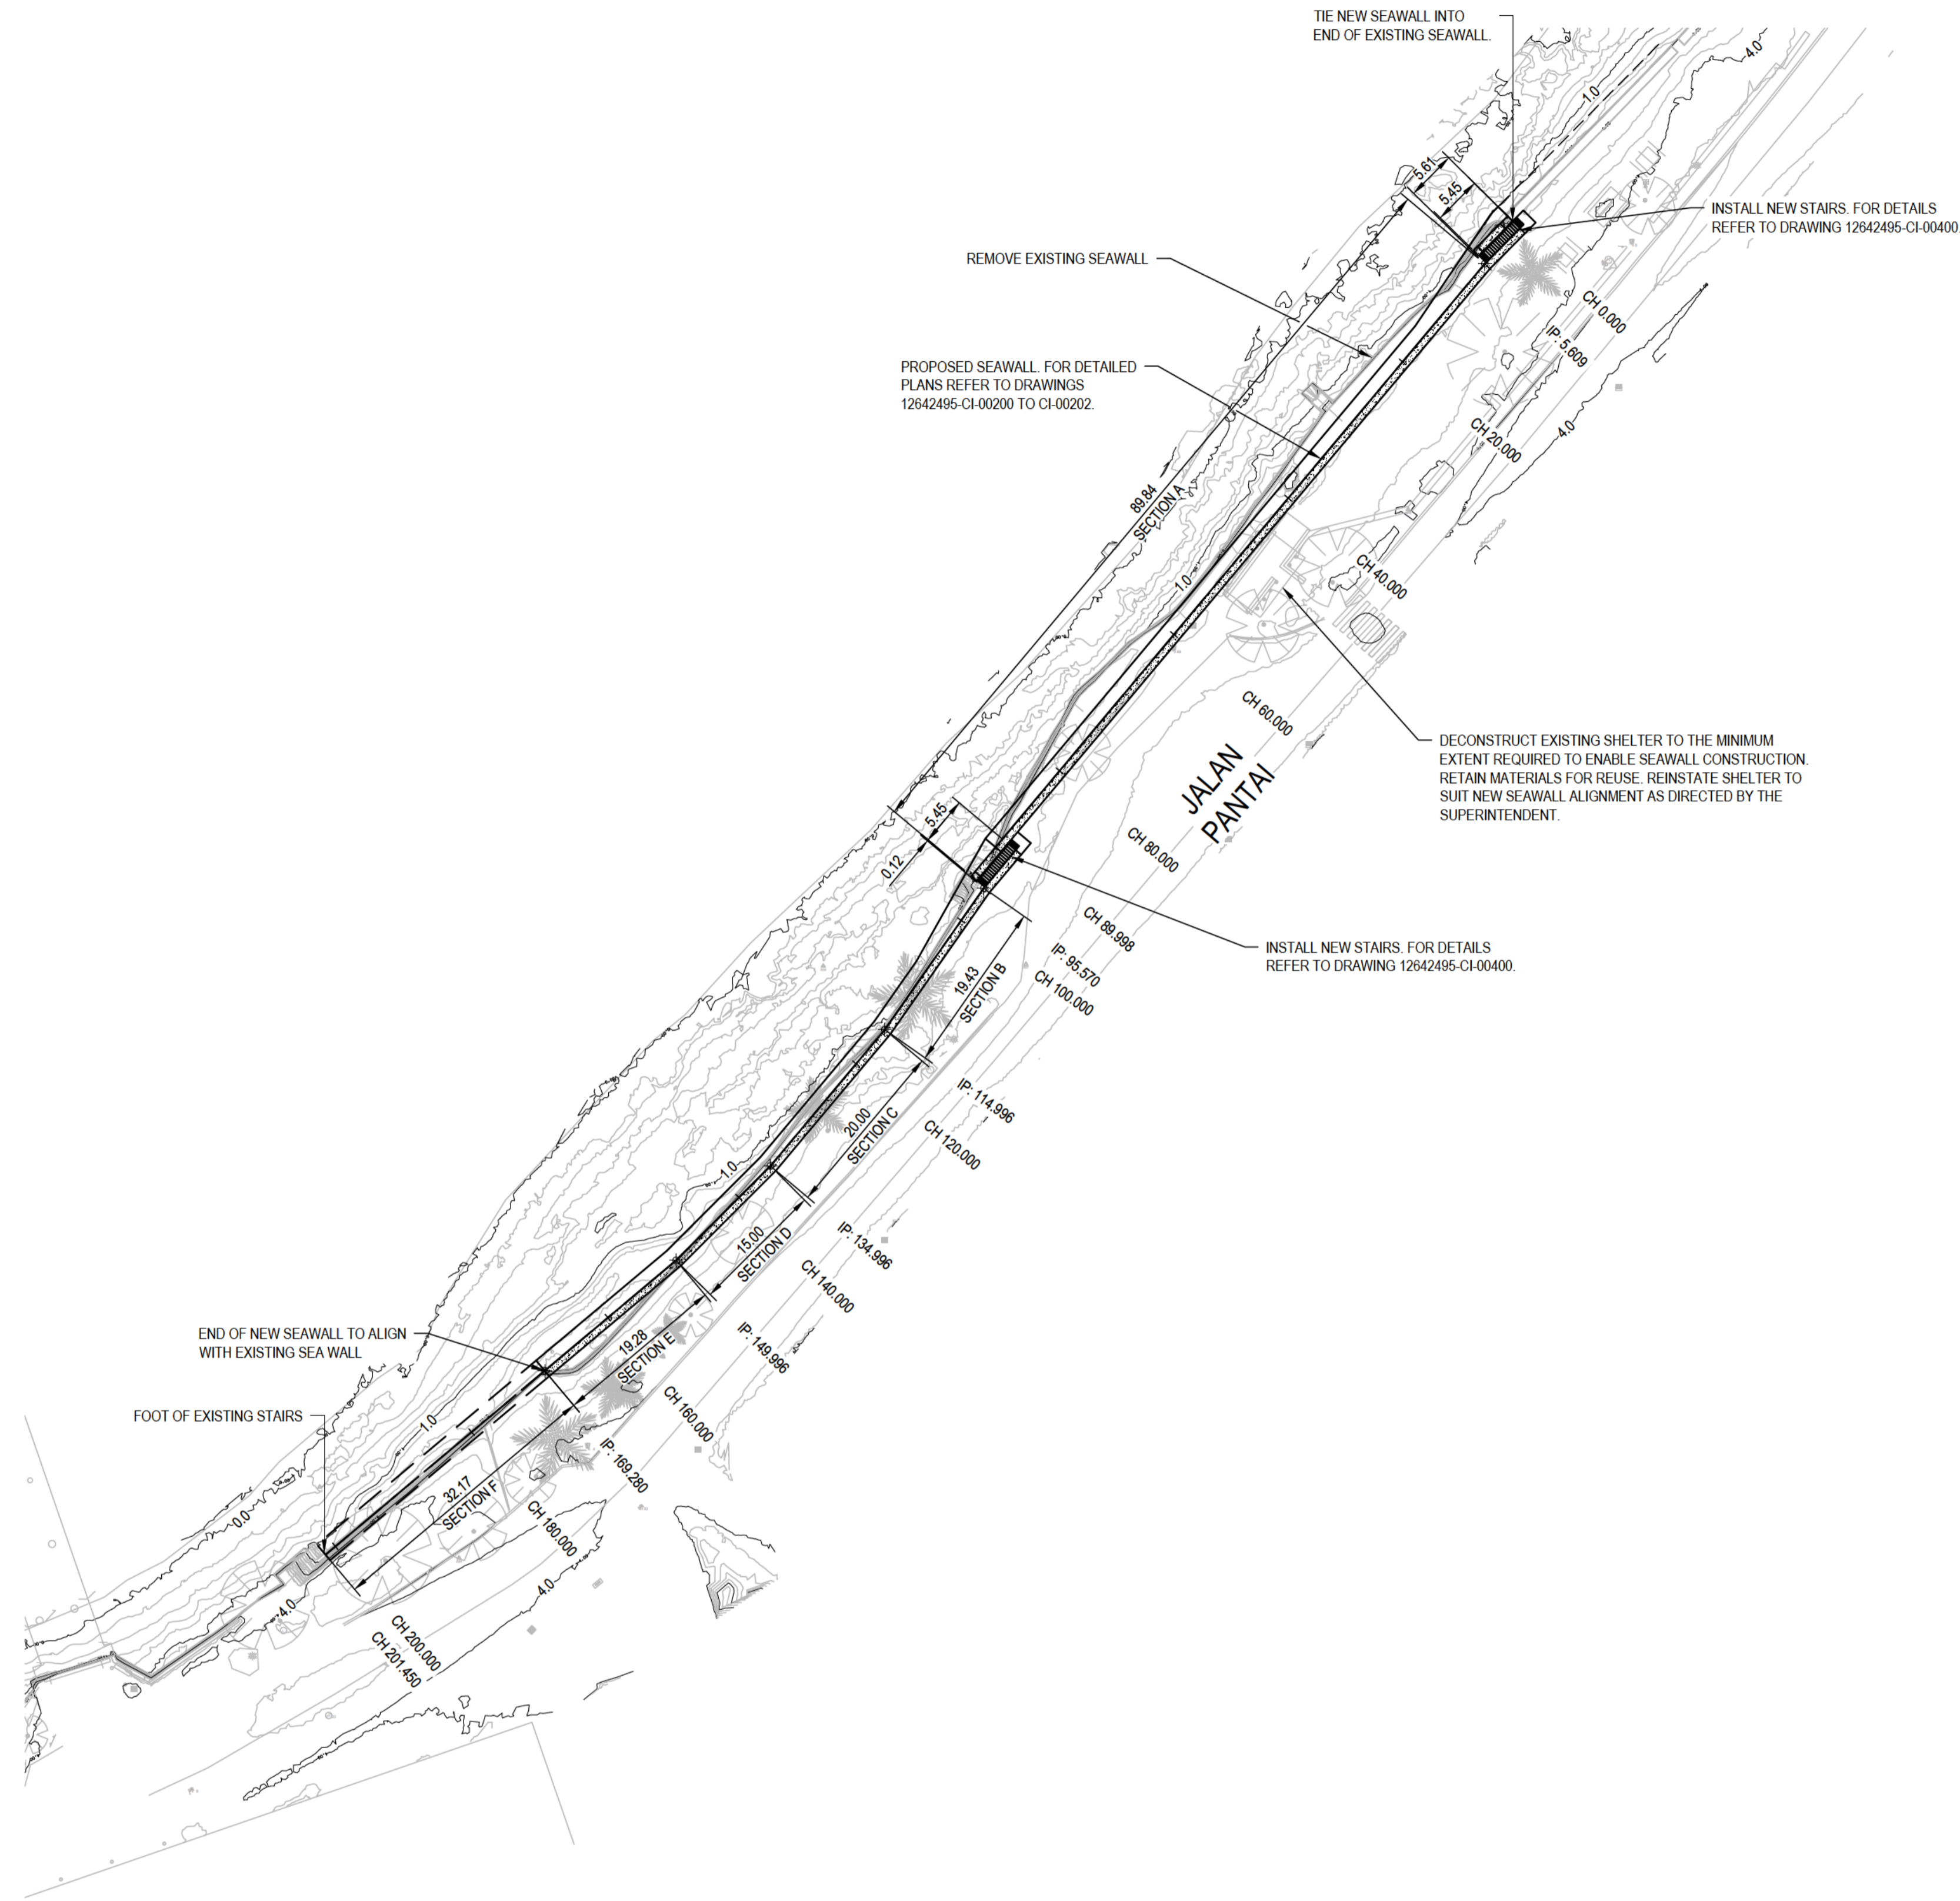 TIE NEW SEAWALL INTO
END OF EXISTING SEAWALL.
4.0
1.0
5.61
5.45
INSTALL NEW STAIRS. FOR DETAILS
REFER TO DRAWING 12642495-CI-00400.
REMOVE EXISTING SEAWALL
CH 0.000
IP: 5.609
PROPOSED SEAWALL. FOR DETAILED
PLANS REFER TO DRAWINGS
12642495-CI-00200 TO CI-00202.
4.0
CH 20.000
89.84
SECTION A
CH 40.000
1.0
CH 60.000
JALAN
PANTAI
DECONSTRUCT EXISTING SHELTER TO THE MINIMUM
EXTENT REQUIRED TO ENABLE SEAWALL CONSTRUCTION.
RETAIN MATERIALS FOR REUSE. REINSTATE SHELTER TO
SUIT NEW SEAWALL ALIGNMENT AS DIRECTED BY THE
SUPERINTENDENT.
5.45
0.12
CH 80.000
CH 89.998
IP: 95.570
CH 100.000
INSTALL NEW STAIRS. FOR DETAILS
REFER TO DRAWING 12642495-CI-00400.
19.43
SECTION B
IP: 114.996
CH 120.000
20.00
SECTION C
1.0
IP: 134.996
CH 140.000
15.00
SECTION D
IP: 149.996
END OF NEW SEAWALL TO ALIGN
WITH EXISTING SEA WALL
19.28
SECTION E
CH 160.000
FOOT OF EXISTING STAIRS
1.0
IP: 169.280
32.17
SECTION F
0.0
CH 180.000
4.0
4.0
CH 200.000
CH 201.450